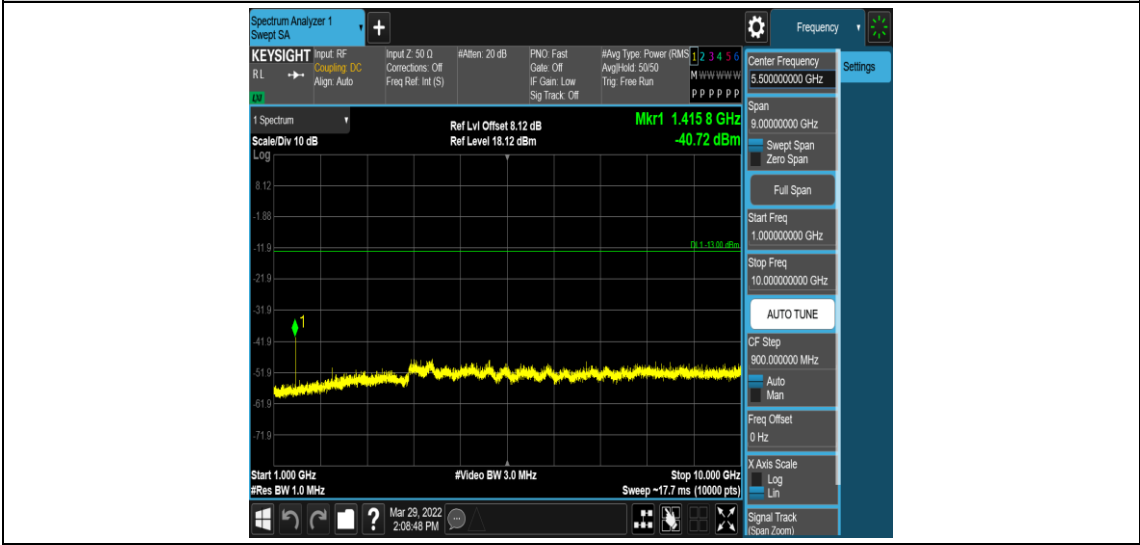 Spectrum Analyzer 1
Swept SA
+
Frequency
KEYSIGHT
RL
LM
Input: RF
Coupling: DC
Align: Auto
Input Z: 50 Ω
Corrections: Off
Freq Ref: Int (S)
#Atten: 20 dB
PNO: Fast
Gate: Off
IF Gain: Low
Sig Track: Off
#Avg Type: Power (RMS
Avg|Hold: 50/50
Trig: Free Run
1 2 3 4 5 6
M W W W W W
P P P P P P
1 Spectrum
Scale/Div 10 dB
Log
Ref Lvl Offset 8.12 dB
Ref Level 18.12 dBm
Mkr1 1.415 8 GHz
-40.72 dBm
8.12
-1.88
-11.9
DL1 -13.00 dBm
-21.9
-31.9
1
-41.9
-51.9
-61.9
-71.9
Start 1.000 GHz
#Res BW 1.0 MHz
#Video BW 3.0 MHz
Stop 10.000 GHz
Sweep ~17.7 ms (10000 pts)
?
Mar 29, 2022
2:08:48 PM
Center Frequency
5.500000000 GHz
Settings
Span
9.00000000 GHz
Swept Span
Zero Span
Full Span
Start Freq
1.000000000 GHz
Stop Freq
10.000000000 GHz
AUTO TUNE
CF Step
900.000000 MHz
Auto
Man
Freq Offset
0 Hz
X Axis Scale
Log
Lin
Signal Track
(Span Zoom)